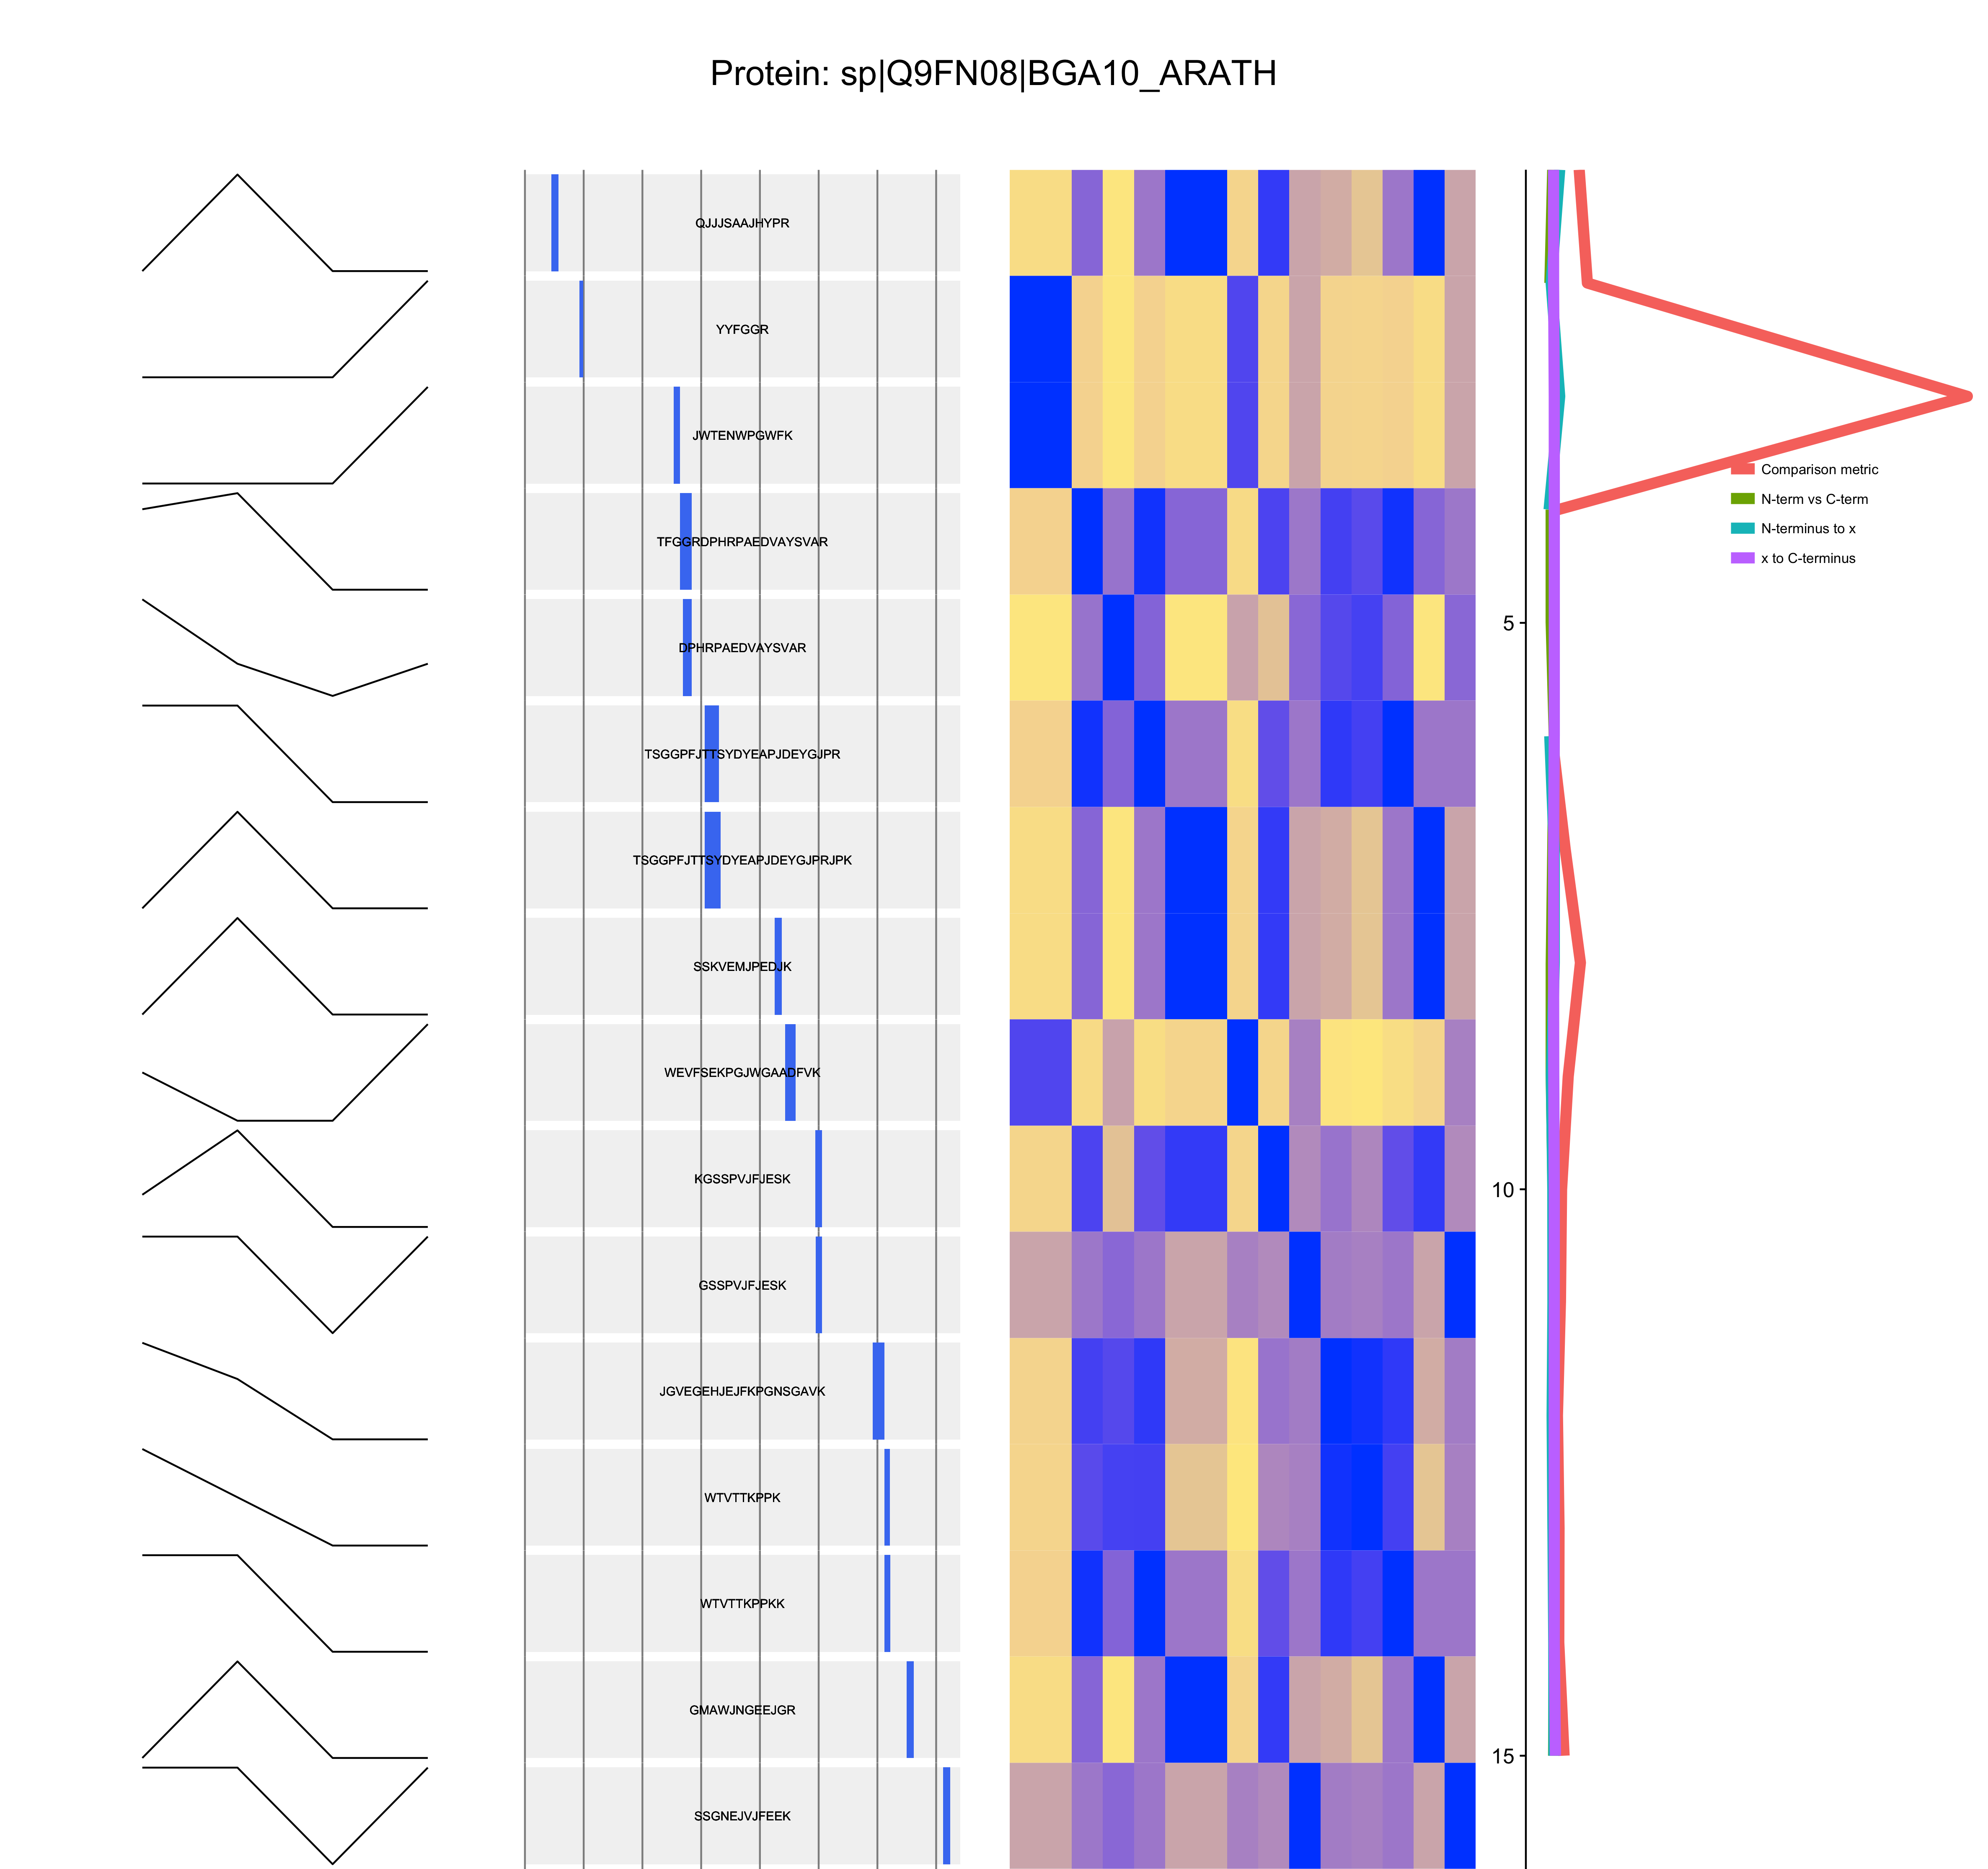 Protein: sp|Q9FN08|BGA10_ARATH
QJJJSAAJHYPR
YYFGGR
JWTENWPGWFK
Comparison metric
N-term vs C-term
N-terminus to x
x to C-terminus
TFGGRDPHRPAEDVAYSVAR
5
DPHRPAEDVAYSVAR
TSGGPFJTTSYDYEAPJDEYGJPR
TSGGPFJTTSYDYEAPJDEYGJPRJPK
SSKVEMJPEDJK
WEVFSEKPGJWGAADFVK
KGSSPVJFJESK
10
GSSPVJFJESK
JGVEGEHJEJFKPGNSGAVK
WTVTTKPPK
WTVTTKPPKK
GMAWJNGEEJGR
15
SSGNEJVJFEEK